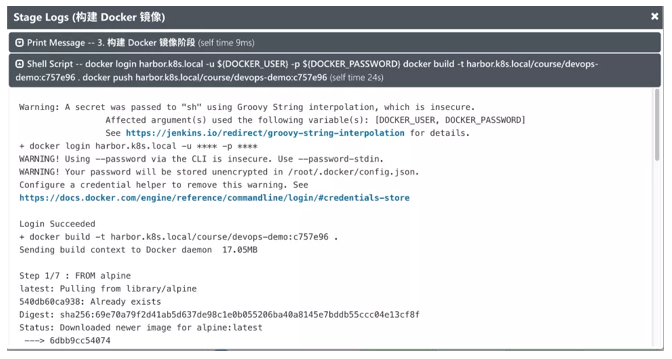 Stage Logs (构建 Docker 镜像)
Print Message -- 3. 构建 Docker 镜像阶段 (self time 9ms)
Shell Script -- docker login harbor.k8s.local -u ${DOCKER_USER} -p ${DOCKER_PASSWORD} docker build -t harbor.k8s.local/course/devops-
demo:c757e96 . docker push harbor.k8s.local/course/devops-demo:c757e96 (self time 24s)
Warning: A secret was passed to "sh" using Groovy String interpolation, which is insecure.
Affected argument(s) used the following variable(s): [DOCKER_USER, DOCKER_PASSWORD]
See https://jenkins.io/redirect/groovy-string-interpolation for details.
+ docker login harbor.k8s.local -u **** -p ****
WARNING! Using --password via the CLI is insecure. Use --password-stdin.
WARNING! Your password will be stored unencrypted in /root/.docker/config.json.
Configure a credential helper to remove this warning. See
https://docs.docker.com/engine/reference/commandline/login/#credentials-store
Login Succeeded
+ docker build -t harbor.k8s.local/course/devops-demo:c757e96 .
Sending build context to Docker daemon  17.05MB
Step 1/7 : FROM alpine
latest: Pulling from library/alpine
540db60ca938: Already exists
Digest: sha256:69e70a79f2d41ab5d637de98c1e0b055206ba40a8145e7bddb55ccc04e13cf8f
Status: Downloaded newer image for alpine:latest
---> 6dbb9cc54074